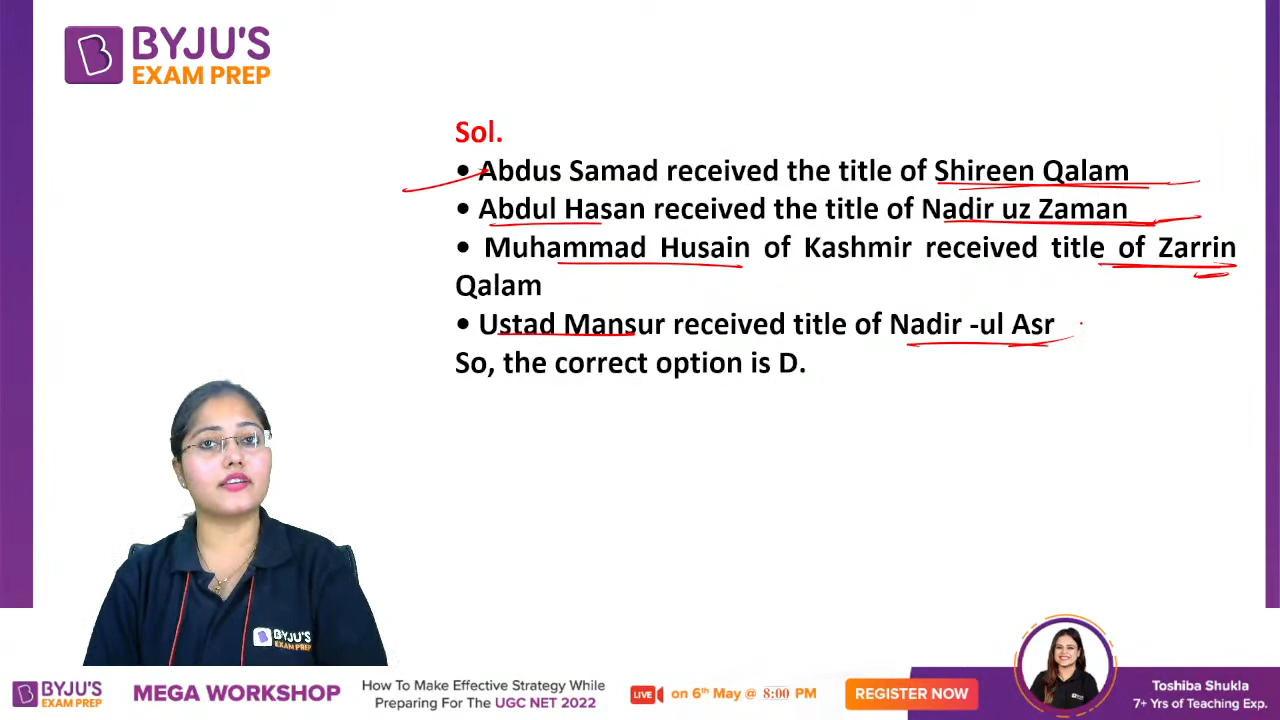 BYJU'S
EXAM PREP
Sol.
• Abdus Samad received the title of Shireen Qalam
• Abdul Hasan received the title of Nadir uz Zaman
• Muhammad Husain of Kashmir received title of Zarrin
Qalam
• Ustad Mansur received title of Nadir -ul Asr
So, the correct option is D.
BYJU'S
EXAM PREP
BYJU'S
EXAM PREP
MEGA WORKSHOP
How To Make Effective Strategy While
Preparing For The UGC NET 2022
LIVE on 6th May @ 8:00 PM
REGISTER NOW
Toshiba Shukla
7+ Yrs of Teaching Exp.